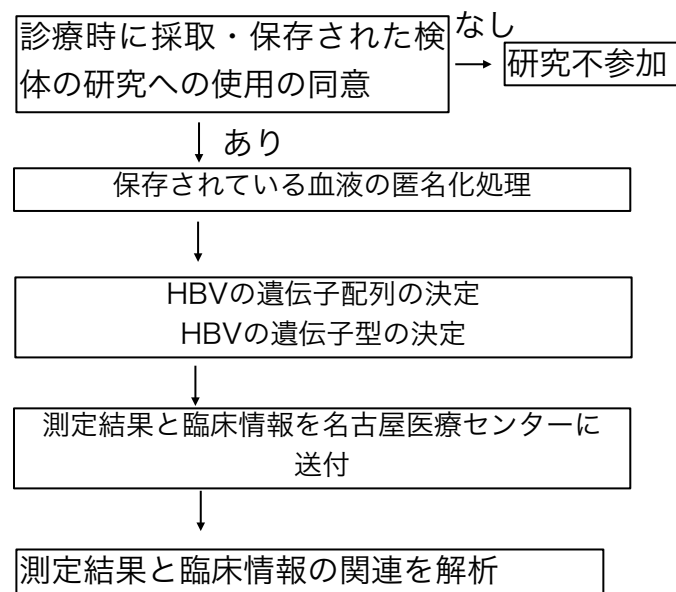 診療時に採取・保存された検
体の研究への使用の同意
なし
研究不参加
あり
保存されている血液の匿名化処理
HBVの遺伝子配列の決定
HBVの遺伝子型の決定
測定結果と臨床情報を名古屋医療センターに
送付
測定結果と臨床情報の関連を解析